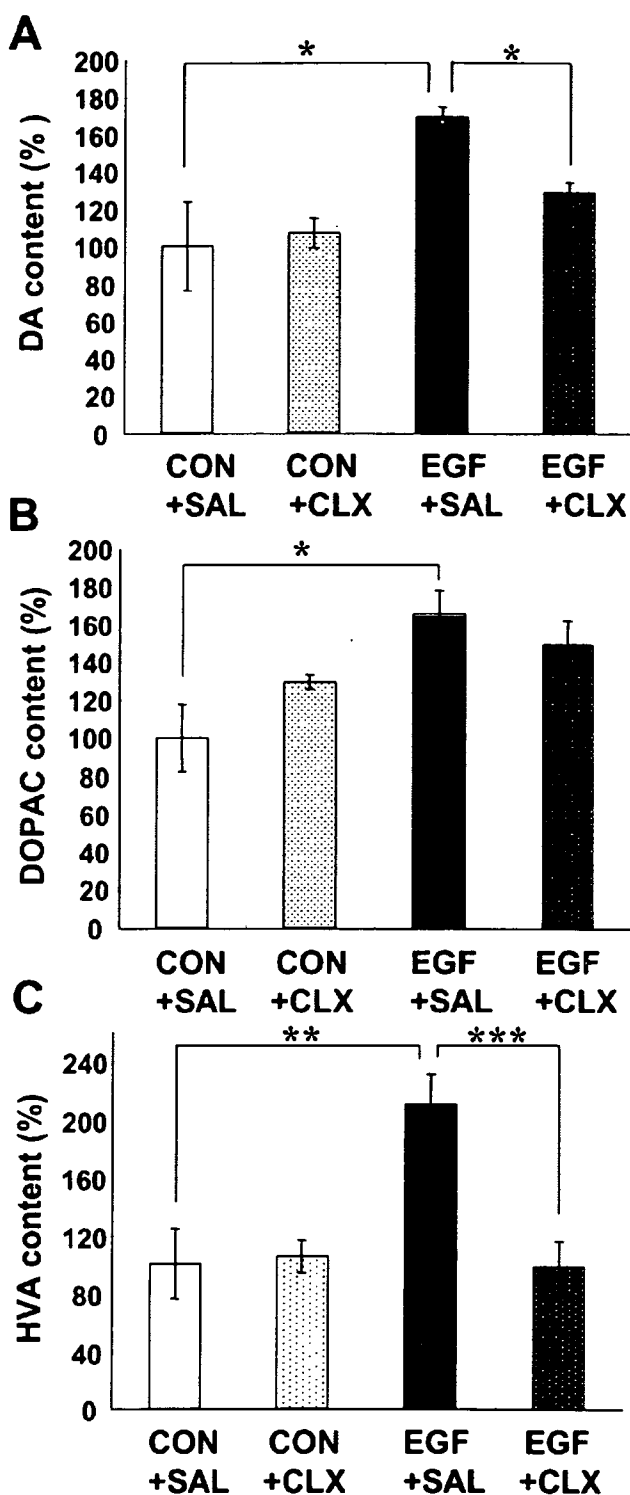 A
DA content (%)
200
180
160
140
120
100
80
60
40
20
0
*
*
CON
+SAL
CON
+CLX
EGF
+SAL
EGF
+CLX
B
DOPAC content (%)
200
180
160
140
120
100
80
60
40
20
0
*
CON
+SAL
CON
+CLX
EGF
+SAL
EGF
+CLX
C
HVA content (%)
240
200
160
120
80
40
0
**
***
CON
+SAL
CON
+CLX
EGF
+SAL
EGF
+CLX